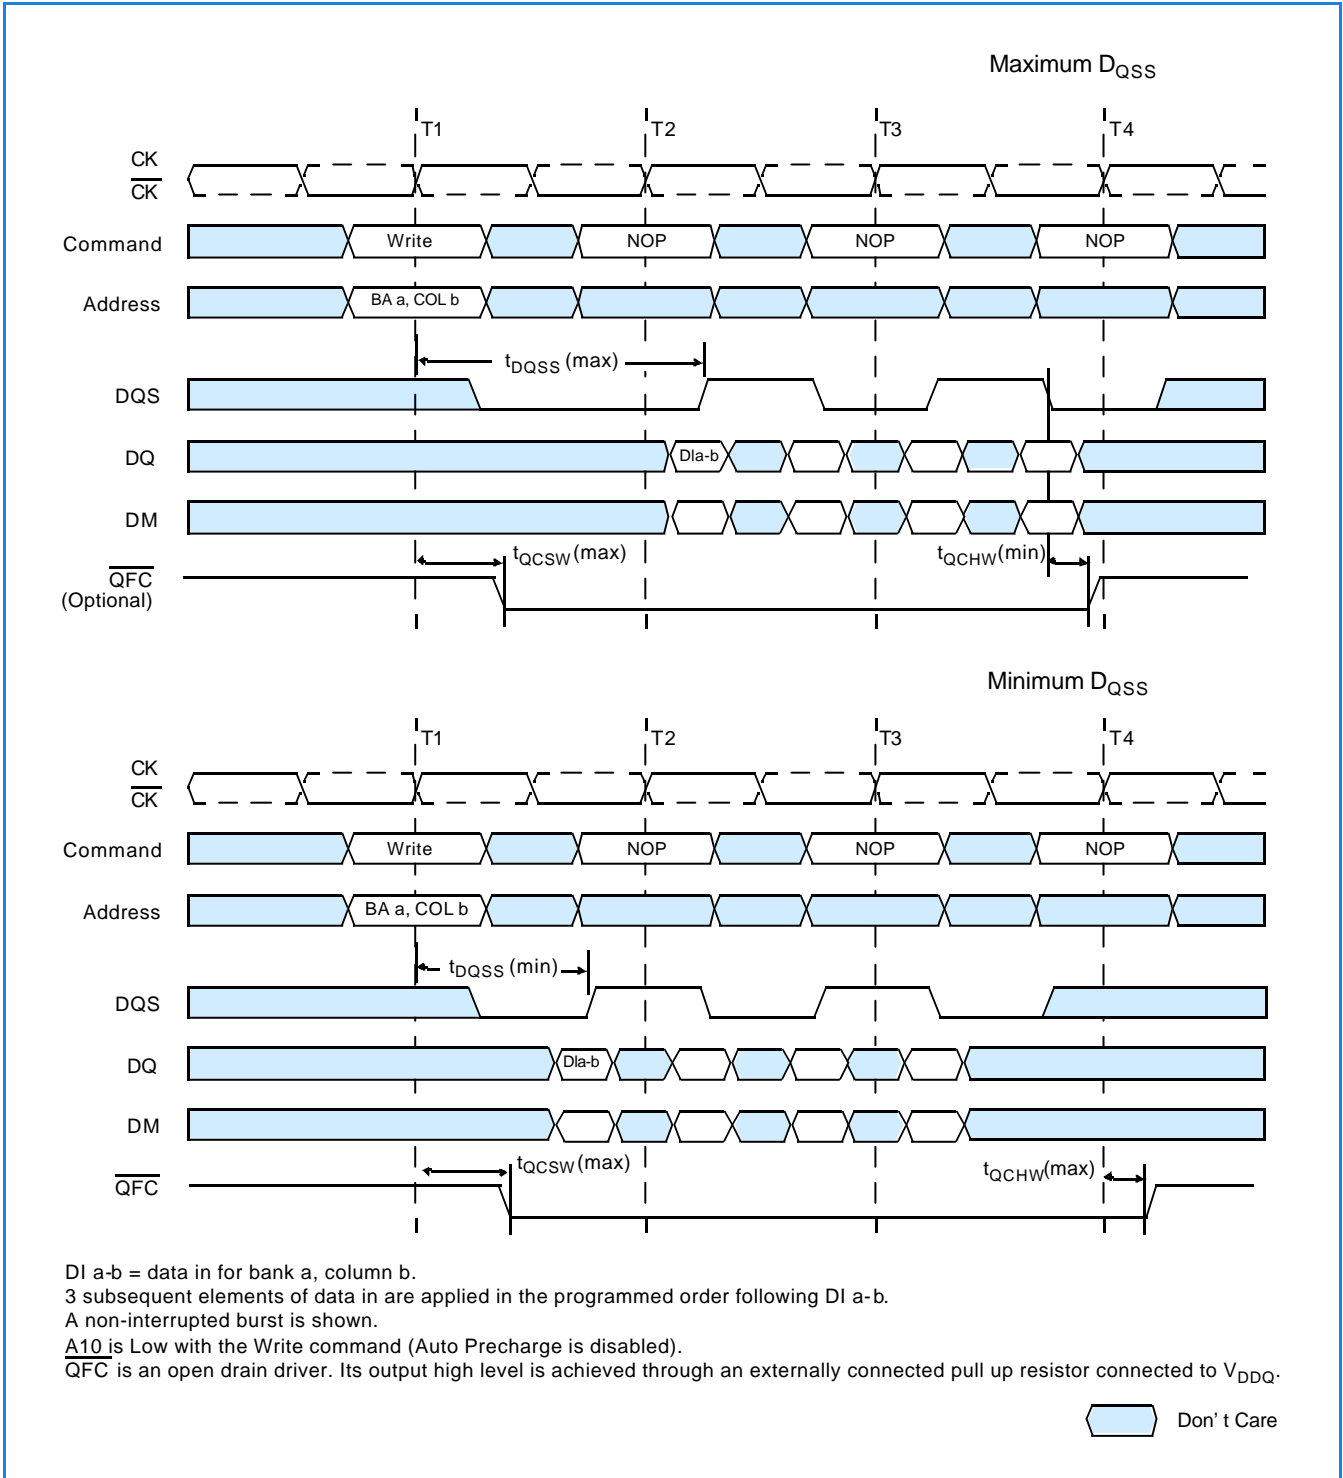 Maximum DQSS
T1 T2 T3 T4
CK
CK
Command Write NOP NOP NOP
Address BA a, COL b
tDQSS (max)
DQS
DQ DIa-b
DM
tQCSW(max) tQCHW(min)
QFC
(Optional)
Minimum DQSS
T1 T2 T3 T4
CK
CK
Command Write NOP NOP NOP
Address BA a, COL b
tDQSS (min)
DQS
DQ DIa-b
DM
tQCSW(max) tQCHW(max)
QFC
DI a-b = data in for bank a, column b.
3 subsequent elements of data in are applied in the programmed order following DI a-b.
A non-interrupted burst is shown.
A10 is Low with the Write command (Auto Precharge is disabled).
QFC is an open drain driver. Its output high level is achieved through an externally connected pull up resistor connected to VDDQ.
Don' t Care